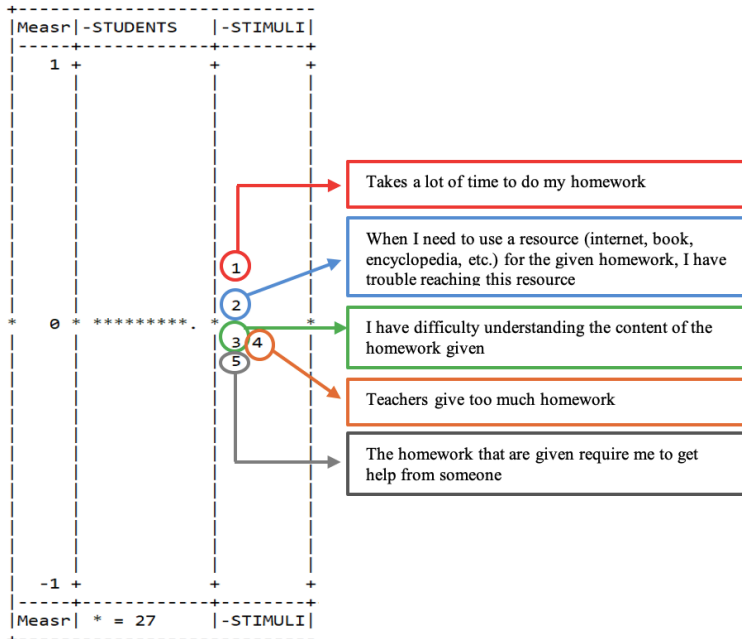 +-----------------------------
|Measr|-STUDENTS |-STIMULI|
|-----+------------+--------|
1 + + +
1
Takes a lot of time to do my homework
2
When I need to use a resource (internet, book,
encyclopedia, etc.) for the given homework, I have
trouble reaching this resource
* 0 * *********. * *
3 4
I have difficulty understanding the content of the
homework given
5
Teachers give too much homework
The homework that are given require me to get
help from someone
-1 + + +
|-----+------------+--------|
|Measr| * = 27 |-STIMULI|